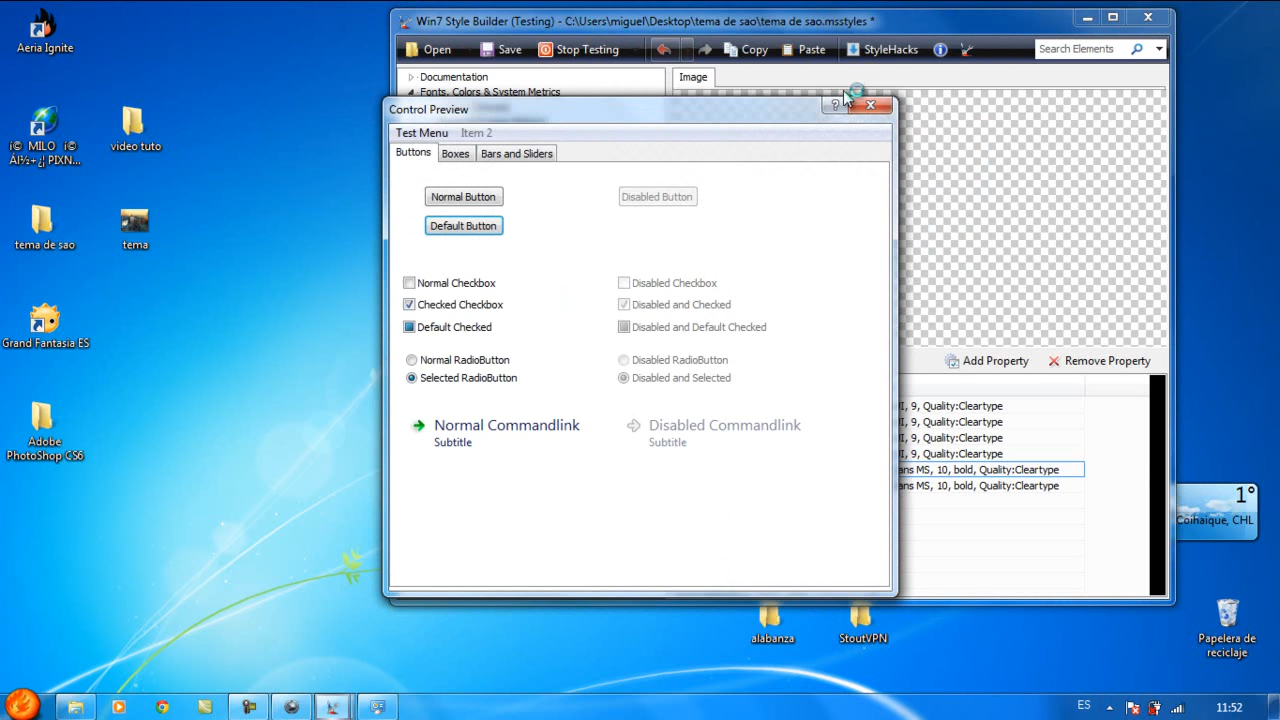 Aeria Ignite
video tuto
tema de sao
tema
Grand Fantasia ES
Adobe
PhotoShop CS6
Win7 Style Builder (Testing) - C:\Users\miguel\Desktop\tema de sao\tema de sao.msstyles *
Open
Save
Stop Testing
Copy
Paste
StyleHacks
Search Elements
Documentation
Fonts, Colors & System Metrics
Image
Control Preview
?
Test Menu
Item 2
Buttons
Boxes
Bars and Sliders
Normal Button
Disabled Button
Default Button
Normal Checkbox
Disabled Checkbox
Checked Checkbox
Disabled and Checked
Default Checked
Disabled and Default Checked
Normal RadioButton
Disabled RadioButton
Selected RadioButton
Disabled and Selected
Normal Commandlink
Subtitle
Disabled Commandlink
Subtitle
Add Property
Remove Property
UI, 9, Quality:Cleartype
UI, 9, Quality:Cleartype
UI, 9, Quality:Cleartype
UI, 9, Quality:Cleartype
ans MS, 10, bold, Quality:Cleartype
ans MS, 10, bold, Quality:Cleartype
1°
Coihaique, CHL
alabanza
StoutVPN
Papelera de
reciclaje
ES
11:52